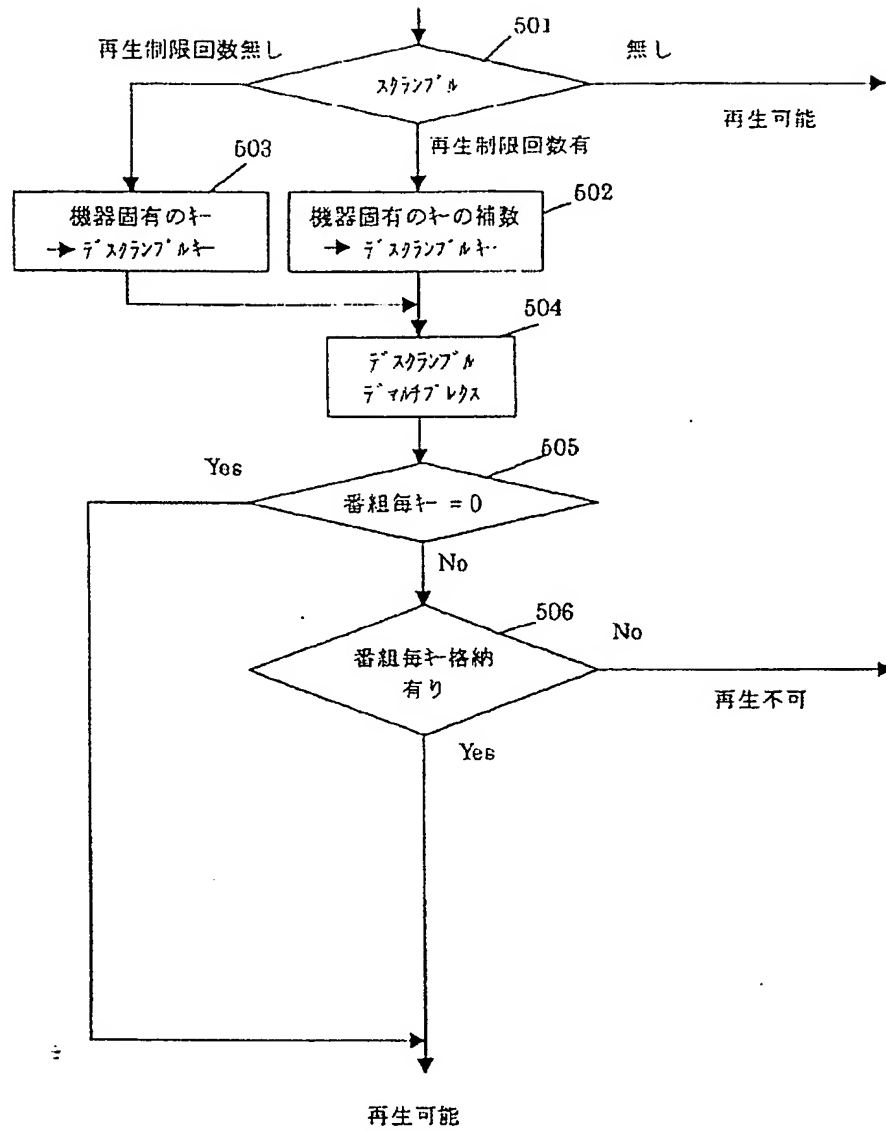 501
再生制限回数無し
無し
スクランブル
再生可能
再生制限回数有
503
502
機器固有のキー
→ デスクランブルキー
機器固有のキーの補数
→ デスクランブルキー
504
デスクランブル
デマルチプレクス
505
Yes
番組毎キー = 0
No
506
No
番組毎キー格納
有り
再生不可
Yes
再生可能